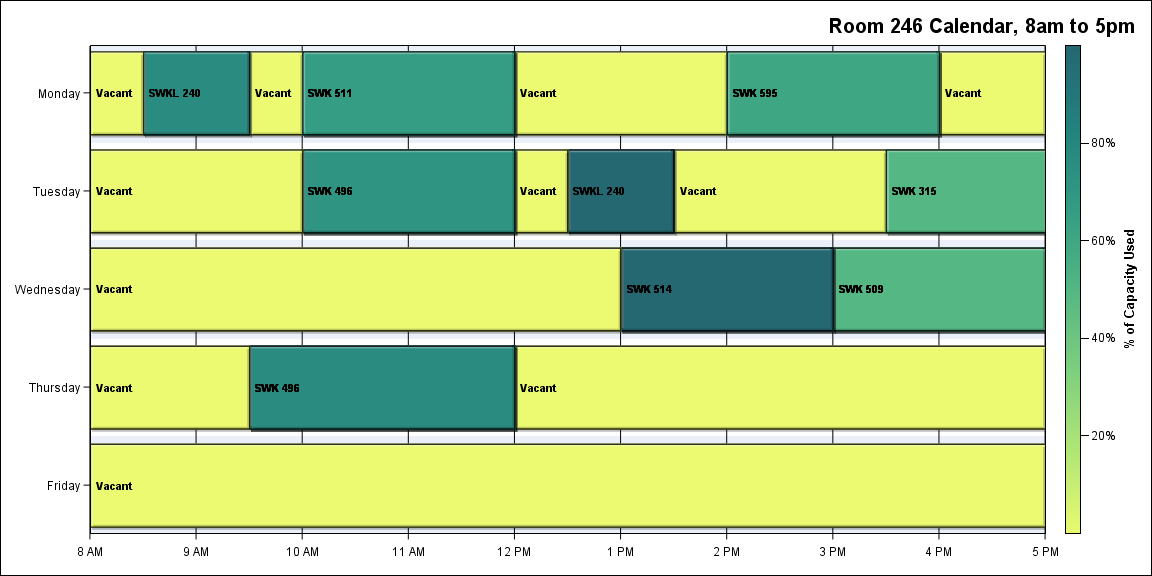 Room 246 Calendar, 8am to 5pm
Monday
Vacant
SWKL 240
Vacant
SWK 511
Vacant
SWK 595
Vacant
Tuesday
Vacant
SWK 496
Vacant
SWKL 240
Vacant
SWK 315
Wednesday
Vacant
SWK 514
SWK 509
Thursday
Vacant
SWK 496
Vacant
Friday
Vacant
8 AM
9 AM
10 AM
11 AM
12 PM
1 PM
2 PM
3 PM
4 PM
5 PM
80%
60%
40%
20%
% of Capacity Used